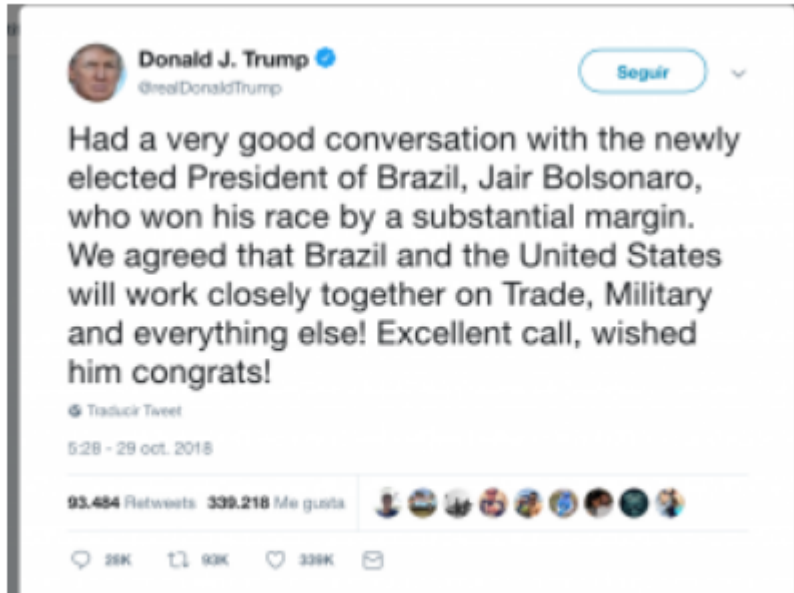 Donald J. Trump
@realDonaldTrump
Seguir
Had a very good conversation with the newly
elected President of Brazil, Jair Bolsonaro,
who won his race by a substantial margin.
We agreed that Brazil and the United States
will work closely together on Trade, Military
and everything else! Excellent call, wished
him congrats!
Traducir Tweet
5:28 - 29 oct. 2018
93.484 Retweets 339.218 Me gusta
93K 339K